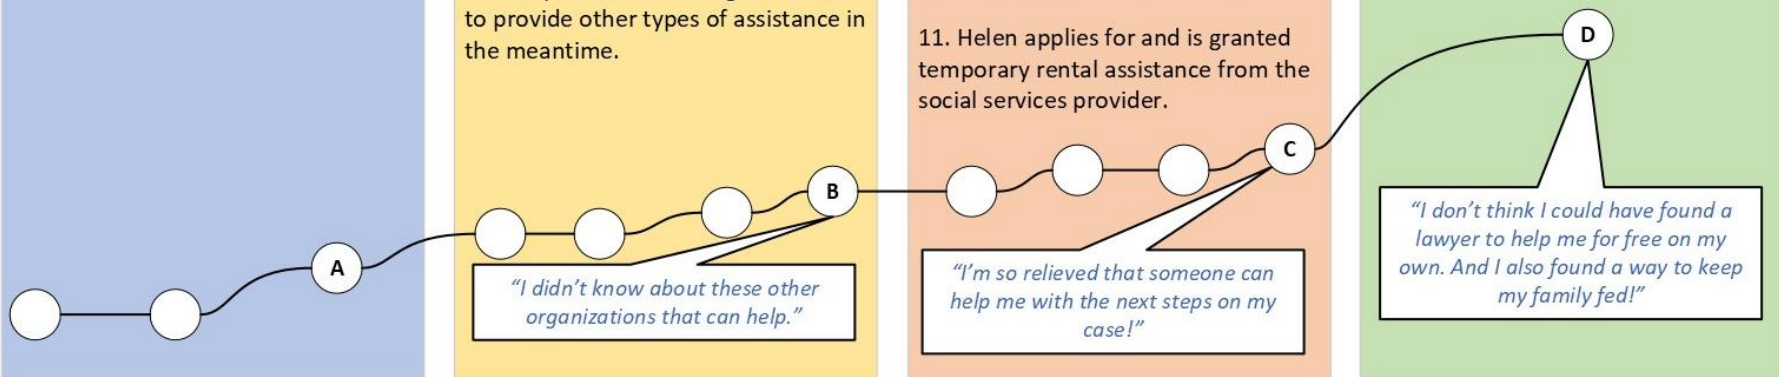 to provide other types of assistance in
the meantime.
11. Helen applies for and is granted
temporary rental assistance from the
social services provider.
A
B
C
D
“I didn’t know about these other
organizations that can help.”
“I’m so relieved that someone can
help me with the next steps on my
case!”
“I don’t think I could have found a
lawyer to help me for free on my
own. And I also found a way to keep
my family fed!”